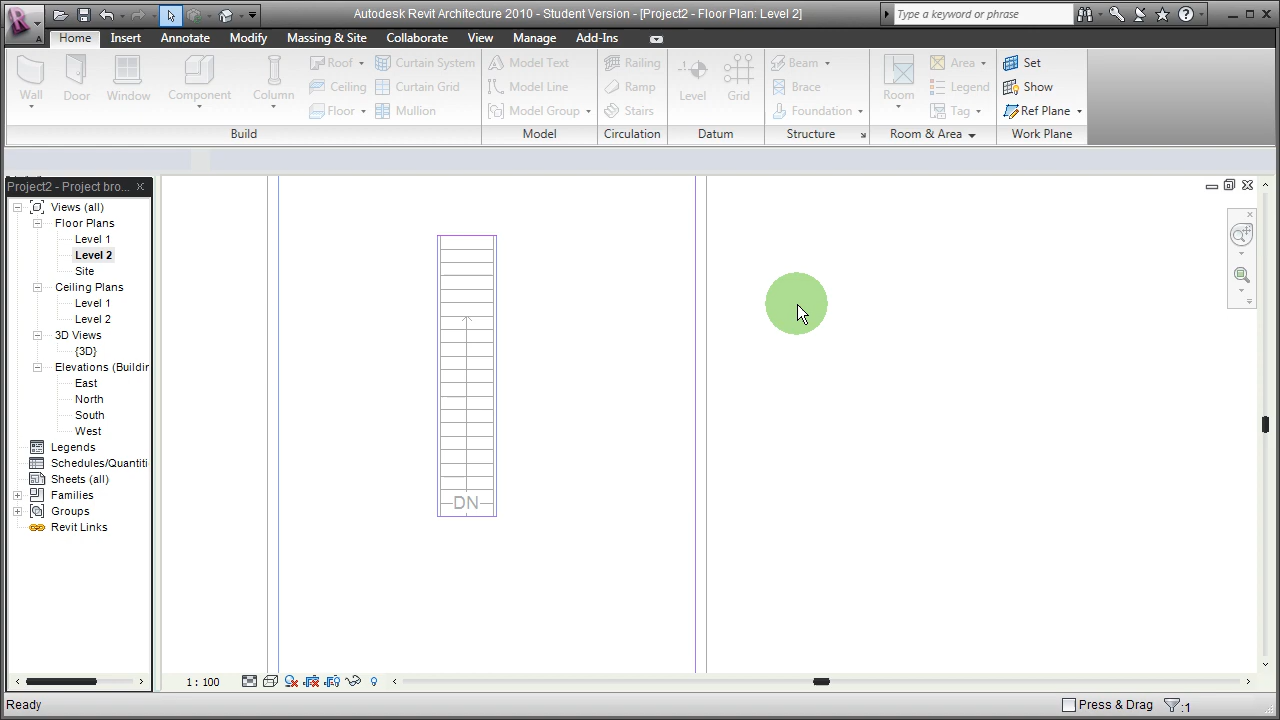 Autodesk Revit Architecture 2010 - Student Version - [Project2 - Floor Plan: Level 2]
Type a keyword or phrase
Home Insert Annotate Modify Massing & Site Collaborate View Manage Add-Ins
Wall
Door
Window
Component
Column
Roof
Ceiling
Floor
Curtain System
Curtain Grid
Mullion
Build
Model Text
Model Line
Model Group
Model
Railing
Ramp
Stairs
Circulation
Level
Grid
Datum
Beam
Brace
Foundation
Structure
Room
Area
Legend
Tag
Room & Area
Set
Show
Ref Plane
Work Plane
Project2 - Project bro...
Views (all)
Floor Plans
Level 1
Level 2
Site
Ceiling Plans
Level 1
Level 2
3D Views
{3D}
Elevations (Buildir
East
North
South
West
Legends
Schedules/Quantiti
Sheets (all)
Families
Groups
Revit Links
DN
1 : 100
Ready
Press & Drag
:1